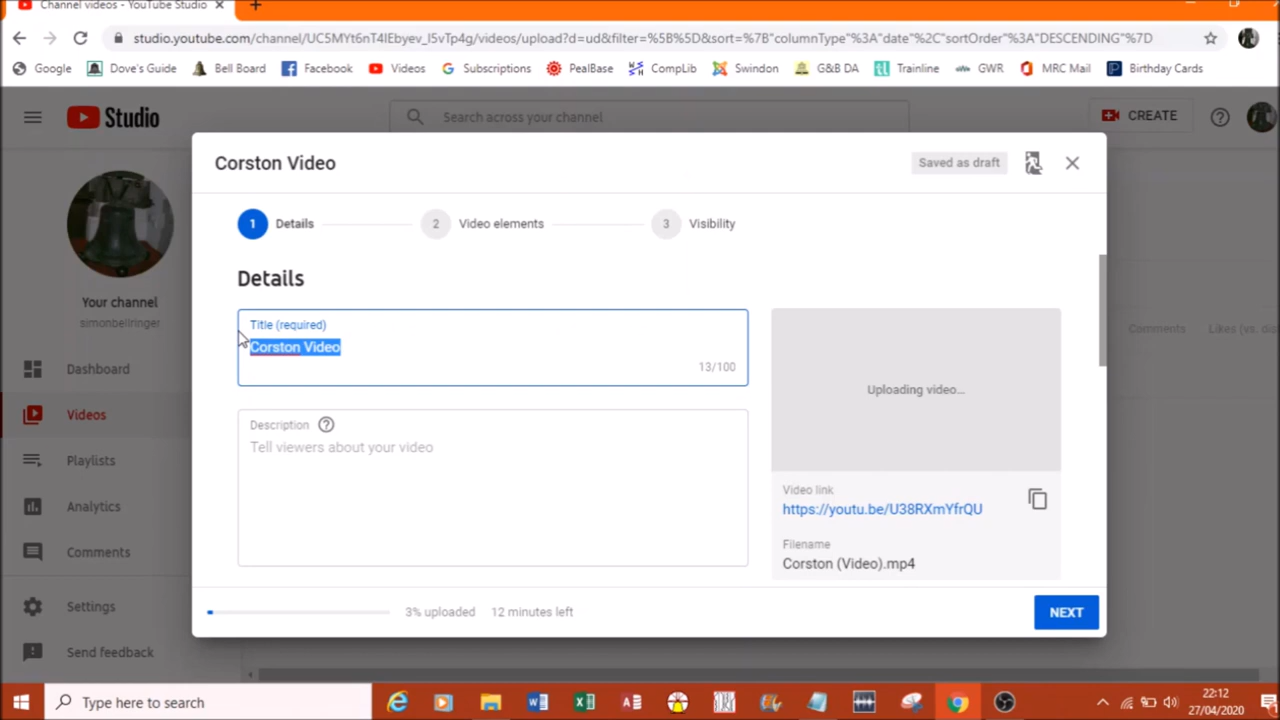 Channel videos - YouTube Studio
studio.youtube.com/channel/UC5MYt6nT4IEbyev_I5vTp4g/videos/upload?d=ud&filter=%5B%5D&sort=%7B"columnType"%3A"date"%2C"sortOrder"%3A"DESCENDING"%7D
Google Dove's Guide Bell Board Facebook Videos Subscriptions PealBase CompLib Swindon G&B DA Trainline GWR MRC Mail Birthday Cards
Studio
Search across your channel
CREATE
Corston Video
Saved as draft
1 Details 2 Video elements 3 Visibility
Details
Title (required)
Corston Video
13/100
Description
Tell viewers about your video
Uploading video...
Video link
https://youtu.be/U38RXmYfrQU
Filename
Corston (Video).mp4
3% uploaded 12 minutes left
NEXT
Your channel
simonbellringer
Dashboard
Videos
Playlists
Analytics
Comments
Settings
Send feedback
Comments Likes (vs.
Type here to search
22:12
27/04/2020